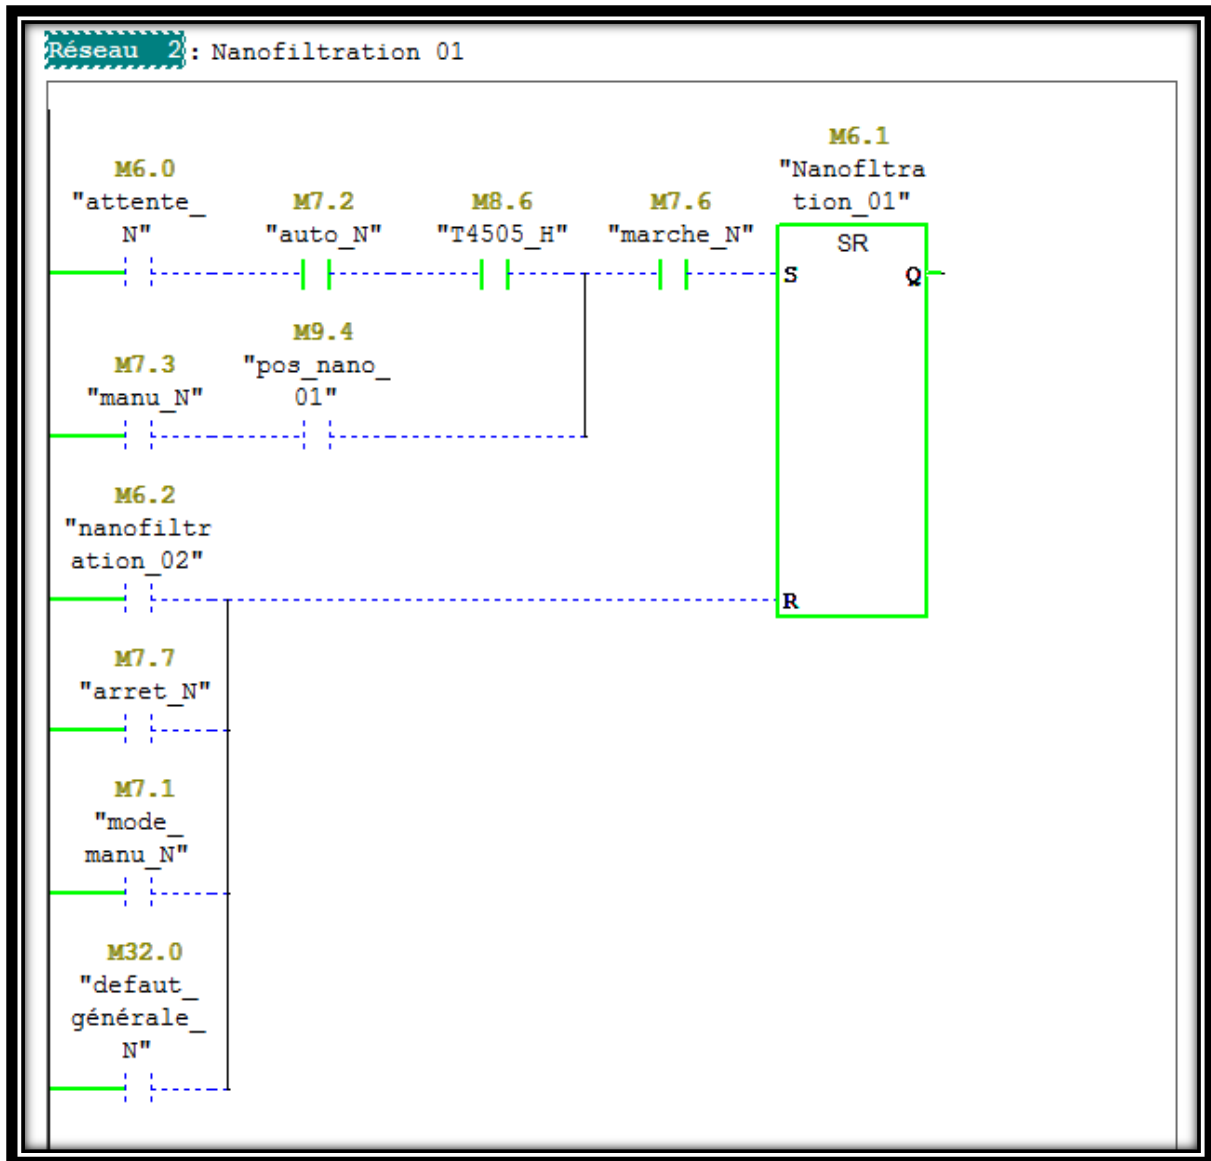 Réseau 2: Nanofiltration 01
M6.1
"Nanofltra
tion_01"
M6.0
"attente_
N"
M7.2
"auto_N"
M8.6
"T4505_H"
M7.6
"marche_N"
SR
S
Q
M9.4
"pos_nano_
01"
M7.3
"manu_N"
M6.2
"nanofiltr
ation_02"
R
M7.7
"arret_N"
M7.1
"mode_
manu_N"
M32.0
"defaut_
générale_
N"